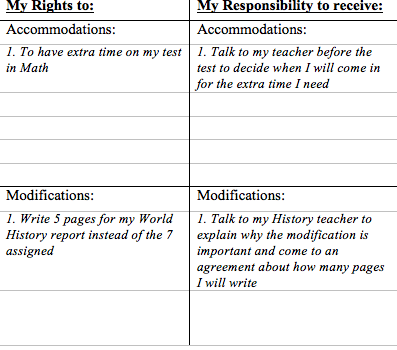 My Rights to:
My Responsibility to receive:
Accommodations:
Accommodations:
1. To have extra time on my test
in Math
1. Talk to my teacher before the
test to decide when I will come in
for the extra time I need
Modifications:
Modifications:
1. Write 5 pages for my World
History report instead of the 7
assigned
1. Talk to my History teacher to
explain why the modification is
important and come to an
agreement about how many pages
I will write